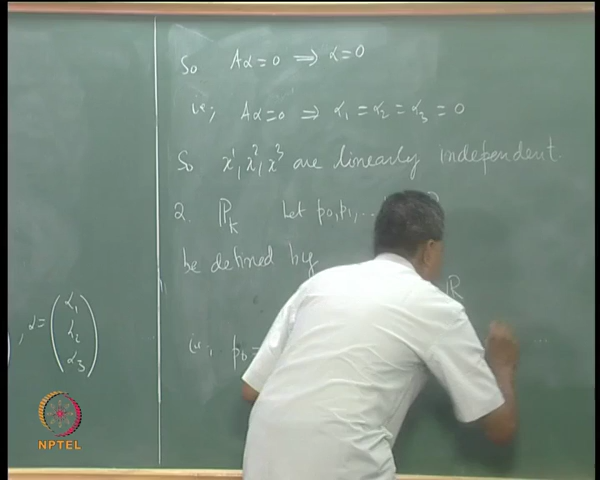 , α = (α₁ α₂ α₃)
So Aα = 0 ⟹ α = 0
i.e; Aα = 0 ⟹ α₁ = α₂ = α₃ = 0
So x¹, x², x³ are linearly independent.
2. ℙₖ Let p₀, p₁, ...
be defined by
ℝ
i.e., p₀ = ...
NPTEL